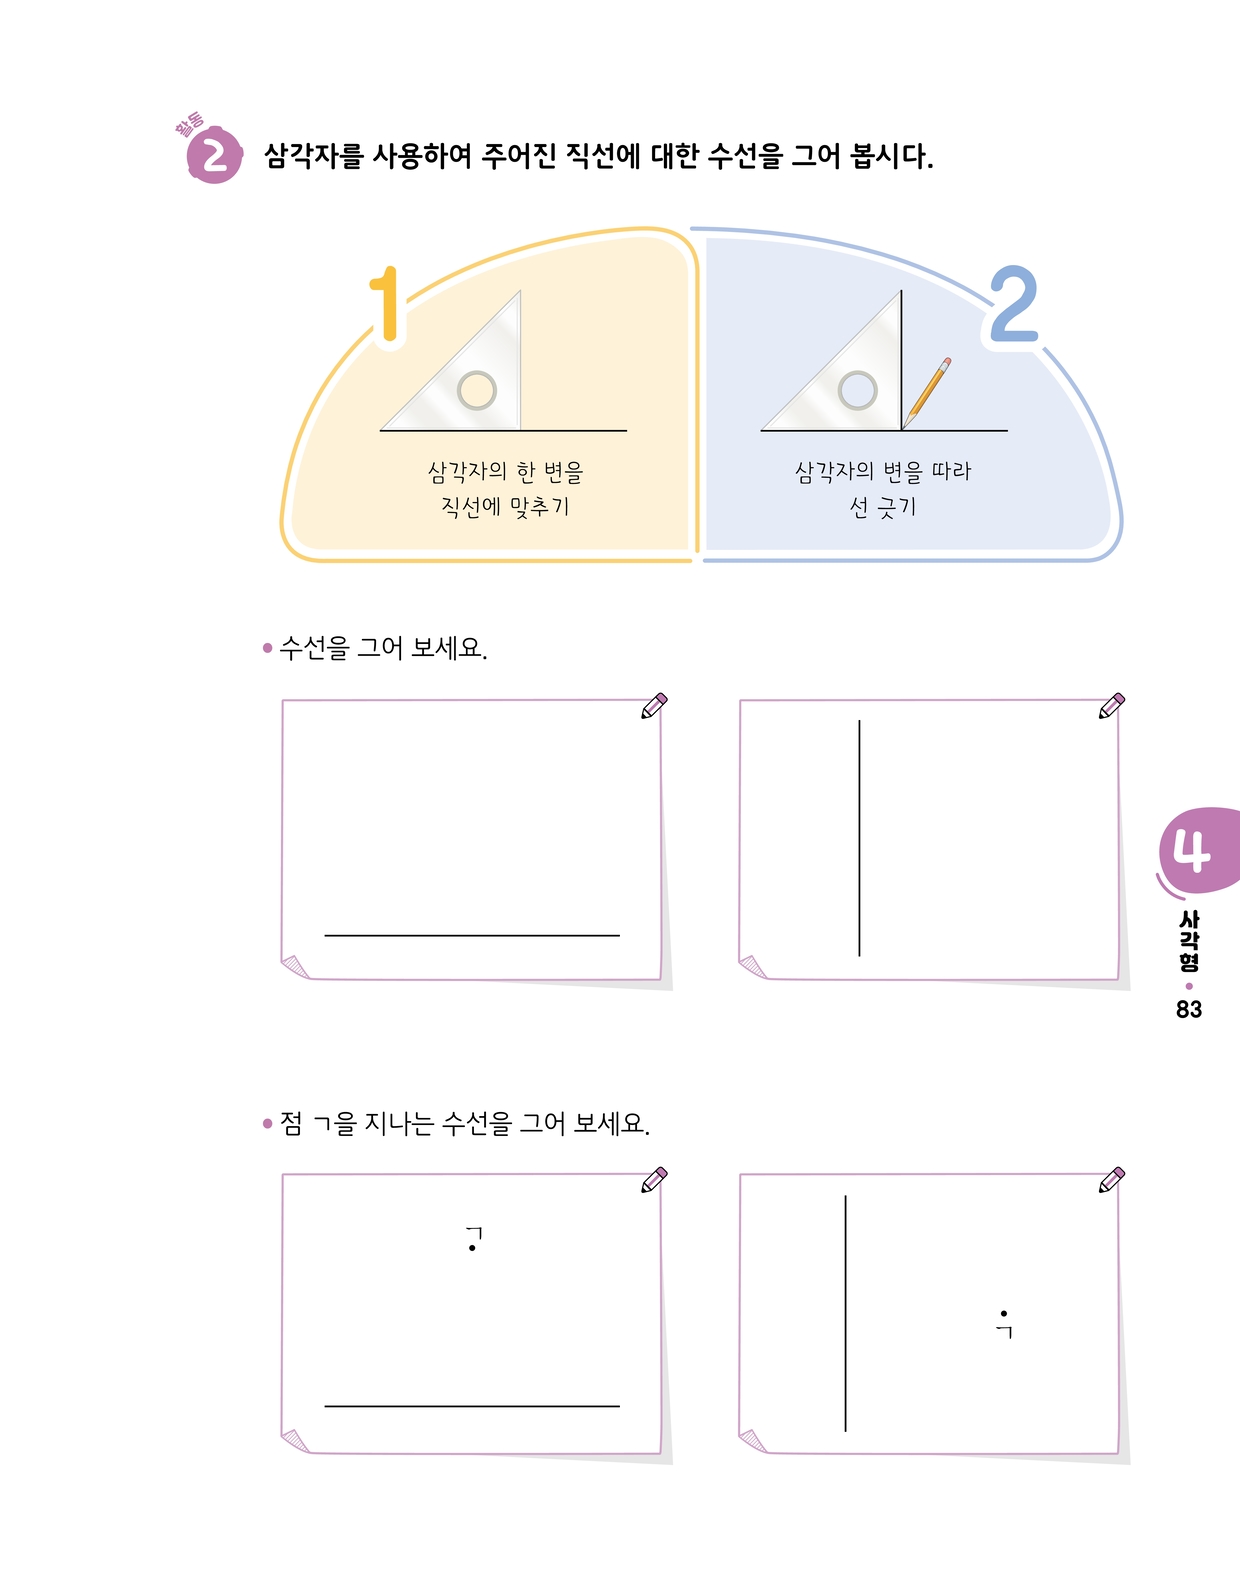 활동
2 삼각자를 사용하여 주어진 직선에 대한 수선을 그어 봅시다.
1
삼각자의 한 변을
직선에 맞추기
2
삼각자의 변을 따라
선 긋기
• 수선을 그어 보세요.
4
사각형
•
83
• 점 ㄱ을 지나는 수선을 그어 보세요.
ㄱ
ㄱ